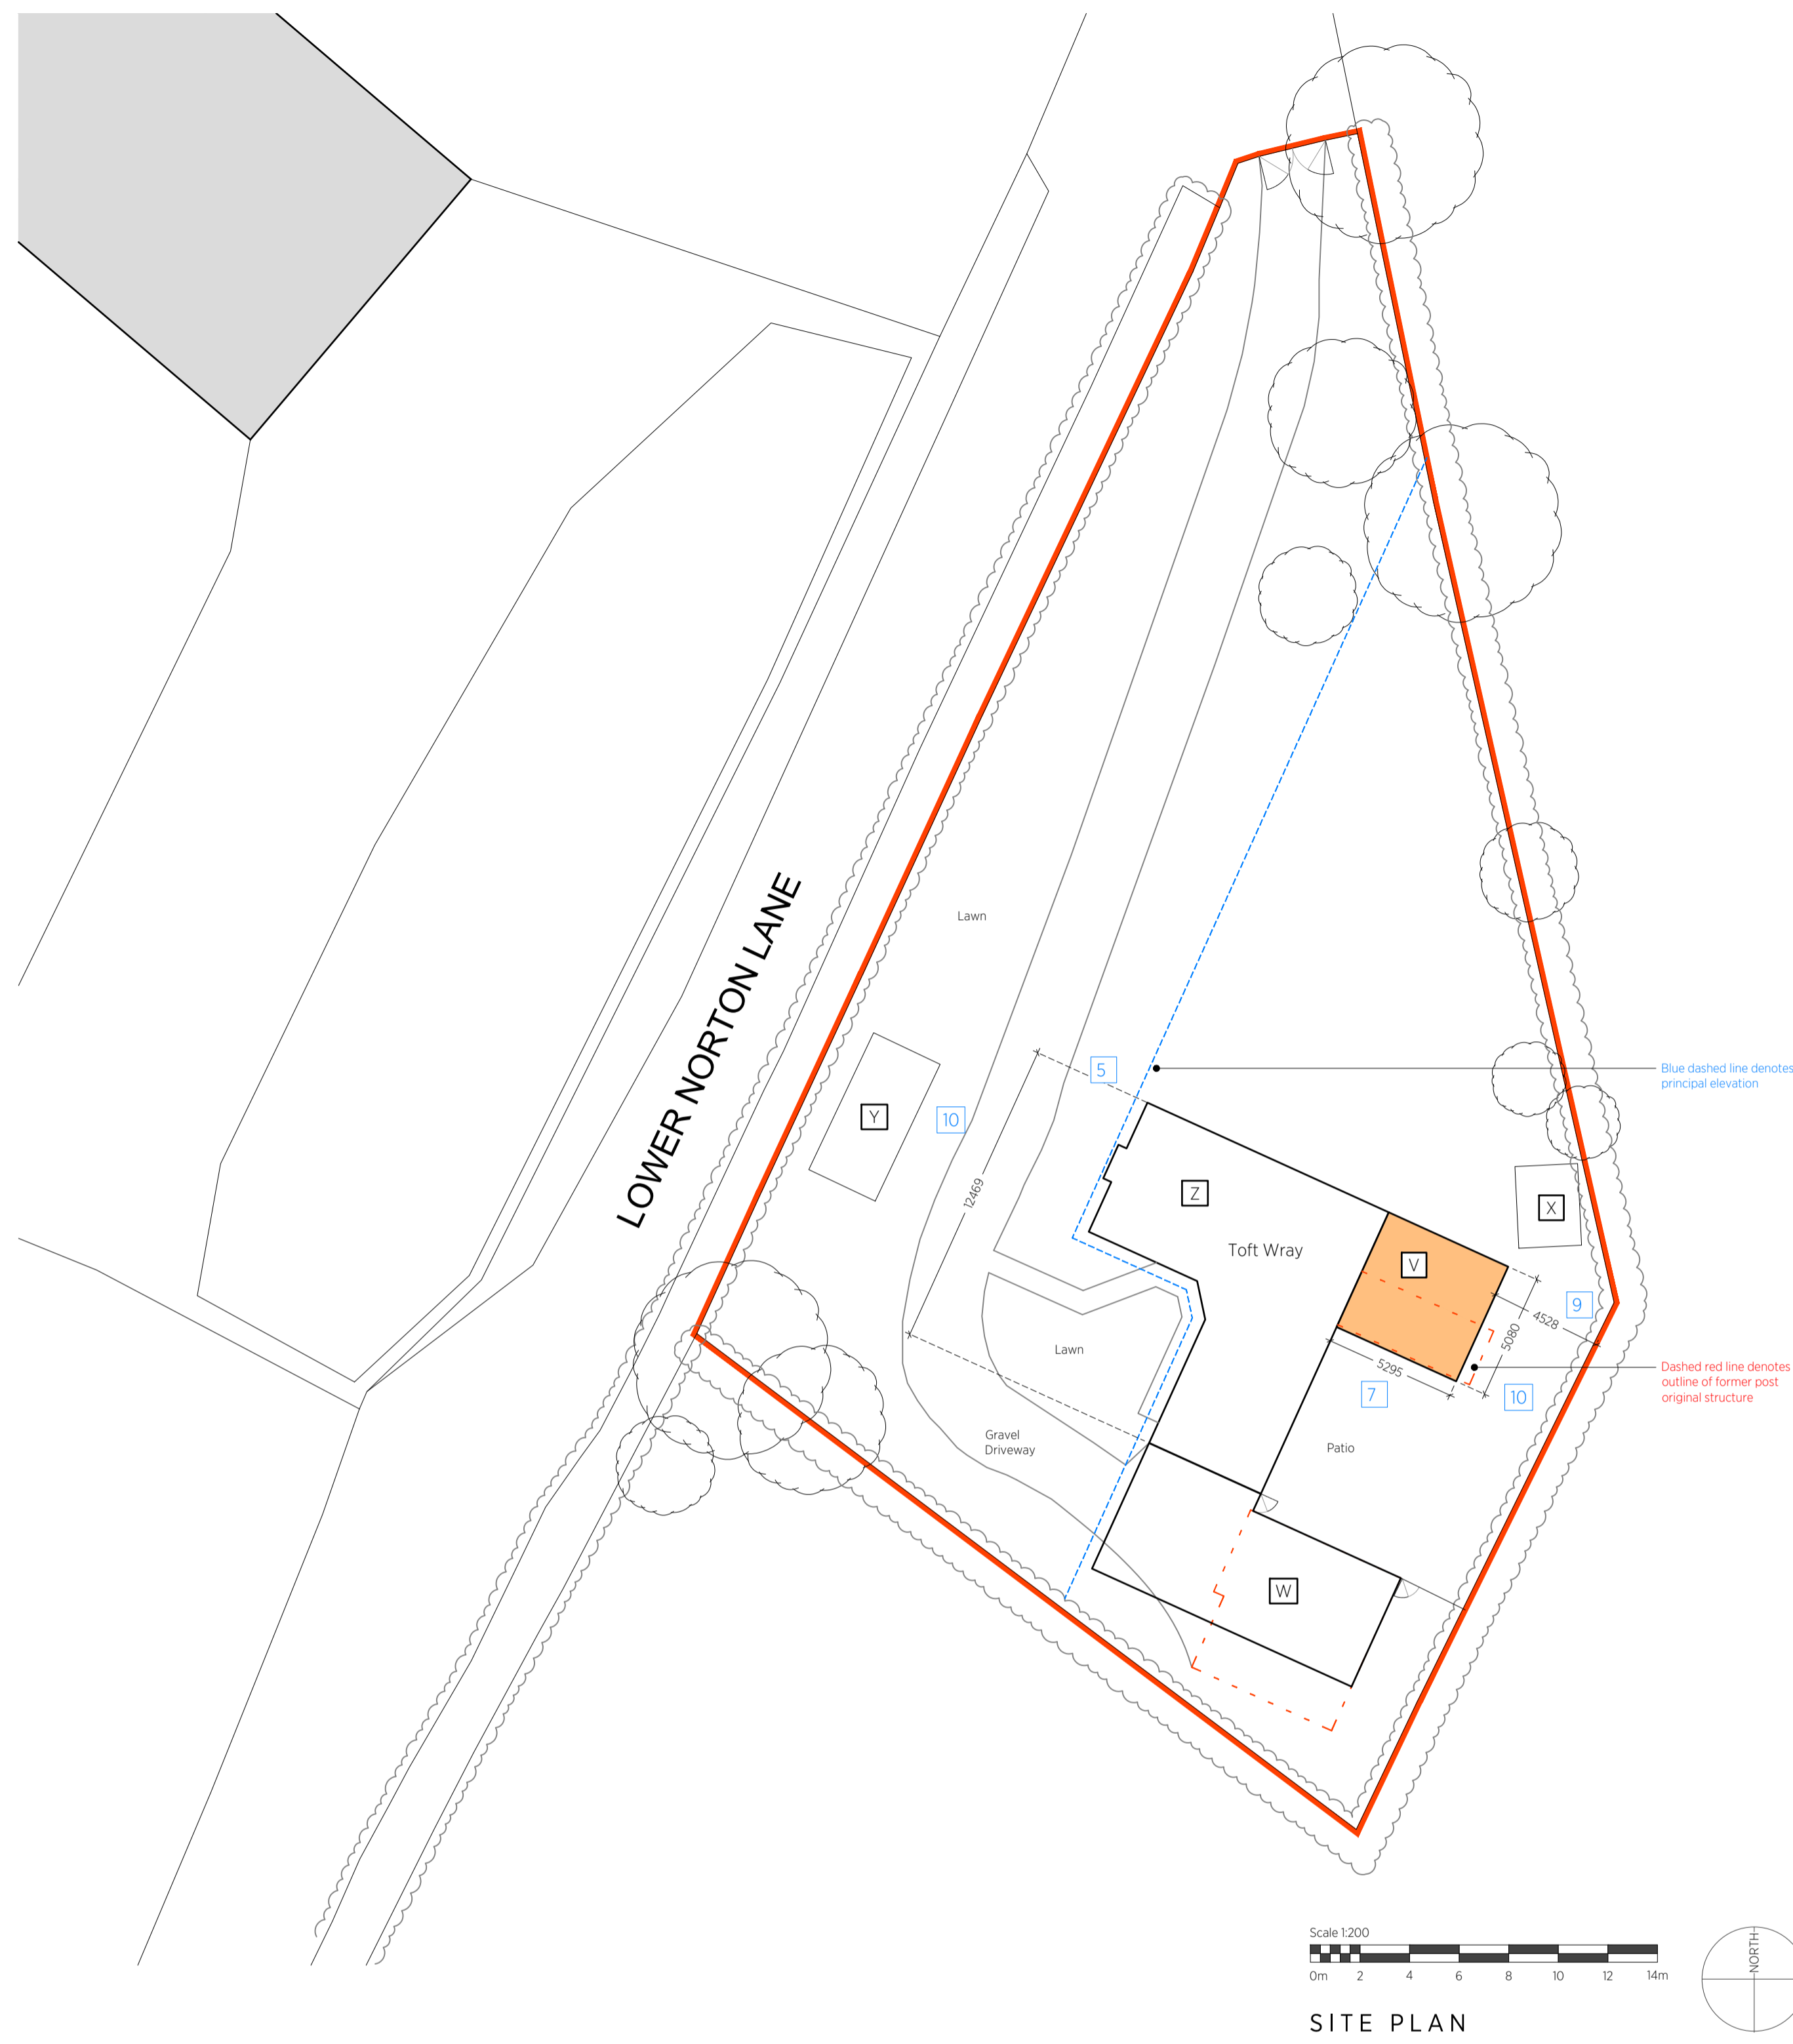 LOWER NORTON LANE
Lawn
5
Blue dashed line denotes
principal elevation
Y
10
12469
Z
X
Toft Wray
V
9
4528
5080
Lawn
5295
7
10
Dashed red line denotes
outline of former post
original structure
Gravel
Driveway
Patio
W
Scale 1:200
0m 2 4 6 8 10 12 14m
NORTH
SITE PLAN